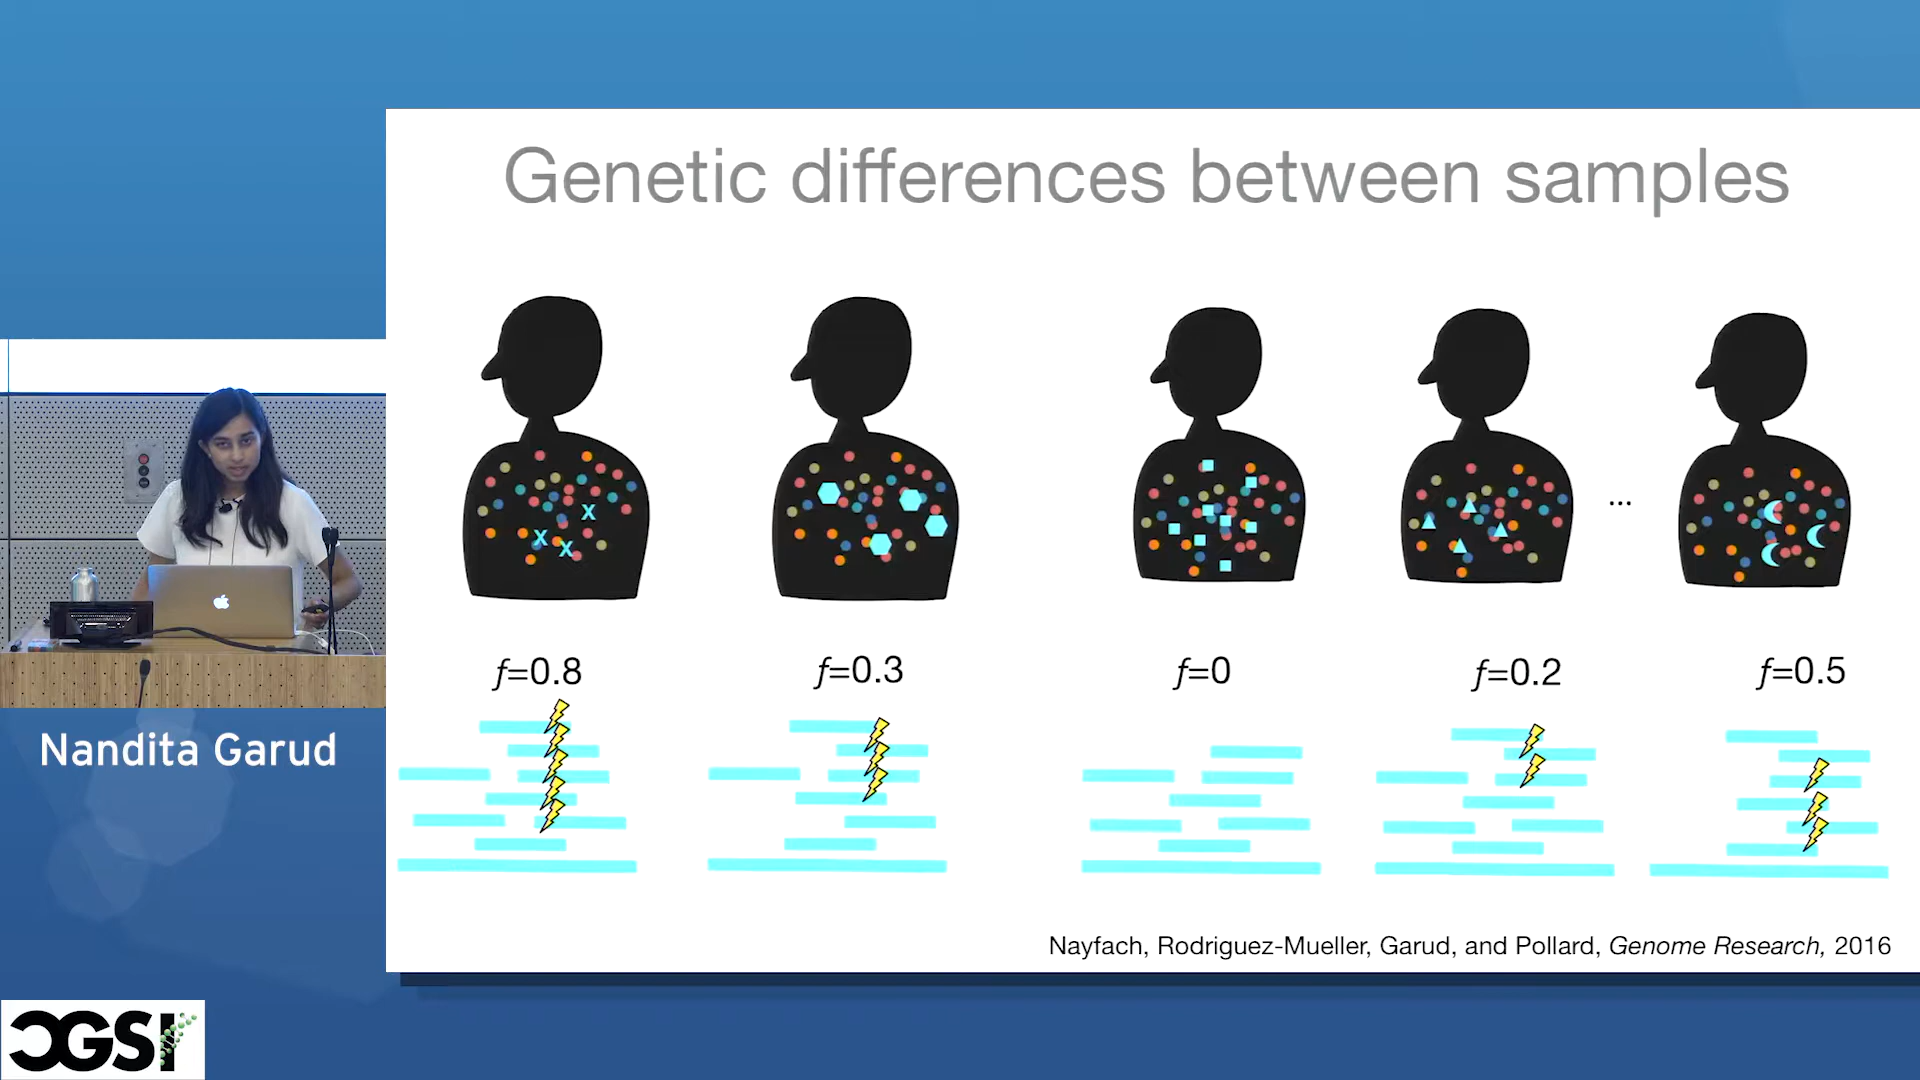 Genetic differences between samples
X
X
X
...
f=0.8
f=0.3
f=0
f=0.2
f=0.5
Nandita Garud
Nayfach, Rodriguez-Mueller, Garud, and Pollard, Genome Research, 2016
CGSI